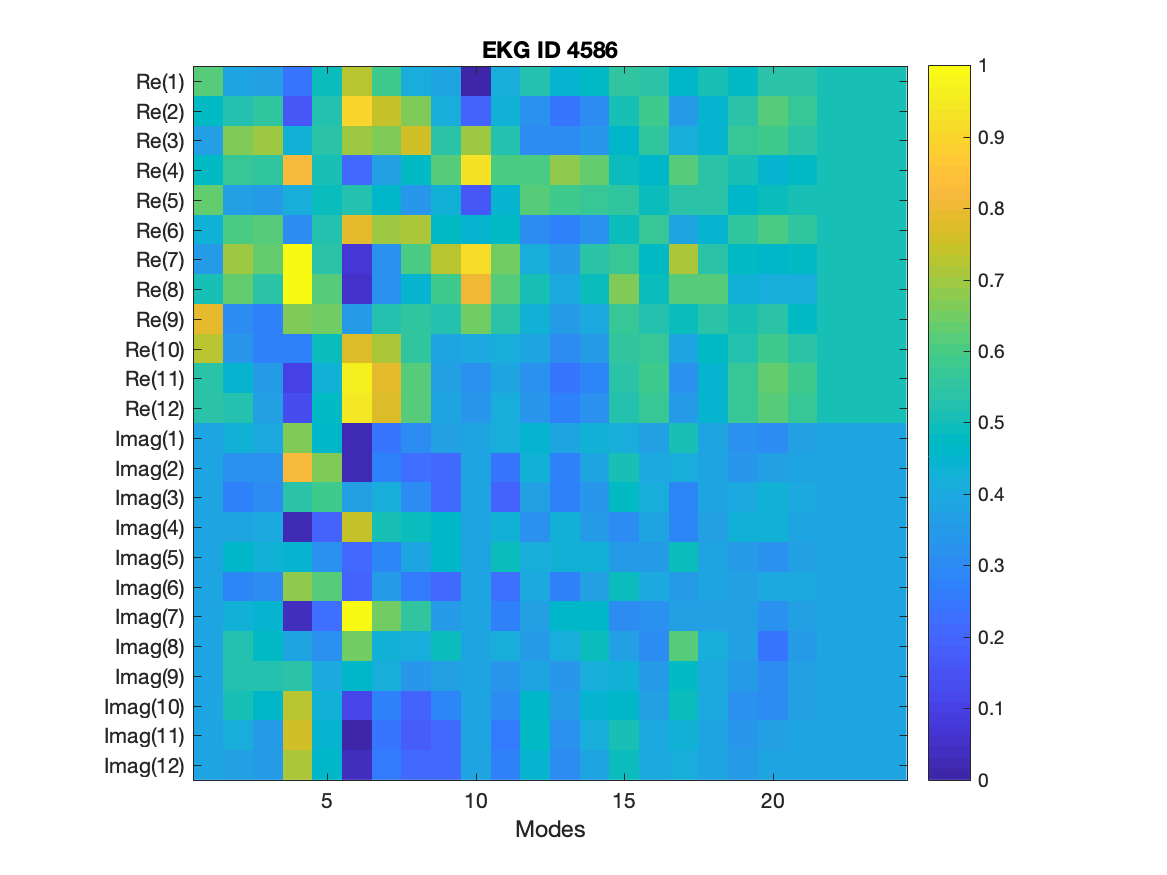 EKG ID 4586
Re(1)
Re(2)
Re(3)
Re(4)
Re(5)
Re(6)
Re(7)
Re(8)
Re(9)
Re(10)
Re(11)
Re(12)
Imag(1)
Imag(2)
Imag(3)
Imag(4)
Imag(5)
Imag(6)
Imag(7)
Imag(8)
Imag(9)
Imag(10)
Imag(11)
Imag(12)
5 10 15 20
Modes
1
0.9
0.8
0.7
0.6
0.5
0.4
0.3
0.2
0.1
0